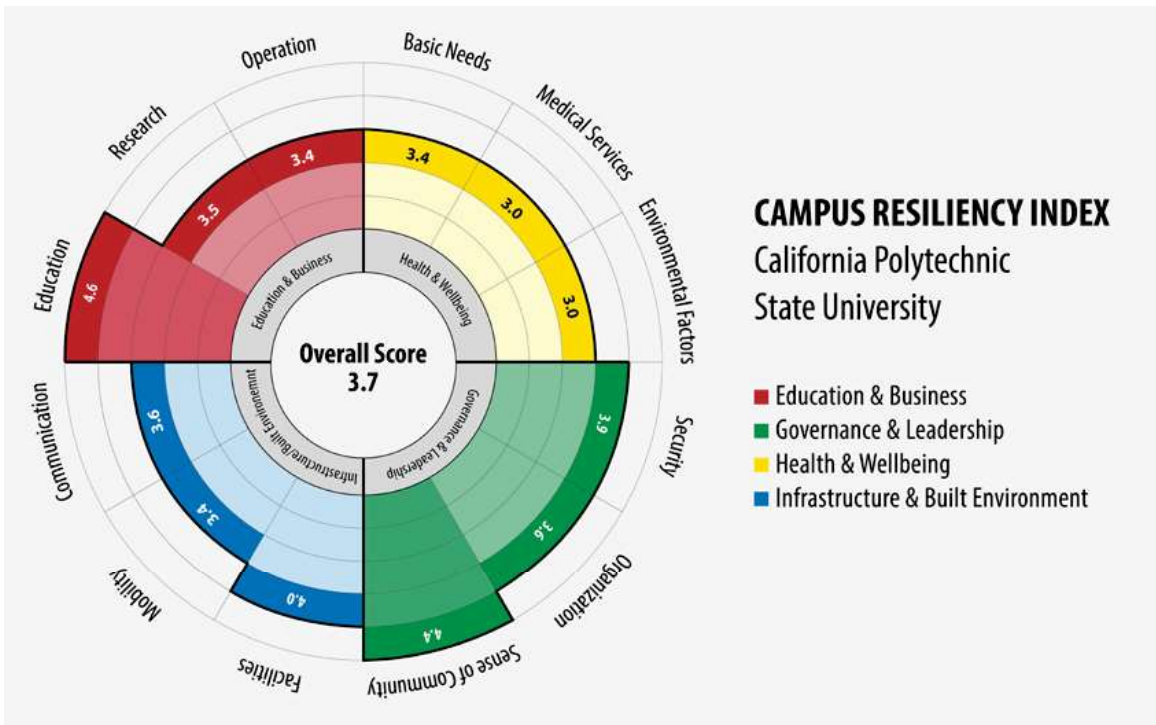 Operation
Basic Needs
Research
Medical Services
Education
Environmental Factors
3.4
3.4
3.5
3.0
4.6
3.0
Education & Business
Health & Wellbeing
Overall Score
3.7
CAMPUS RESILIENCY INDEX
California Polytechnic
State University
Education & Business
Governance & Leadership
Health & Wellbeing
Infrastructure & Built Environment
Infrastructure/Built Environmnt
Governance & Leadership
3.6
3.9
3.4
3.6
4.0
4.4
Communication
Security
Mobility
Organization
Facilities
Sense of Community